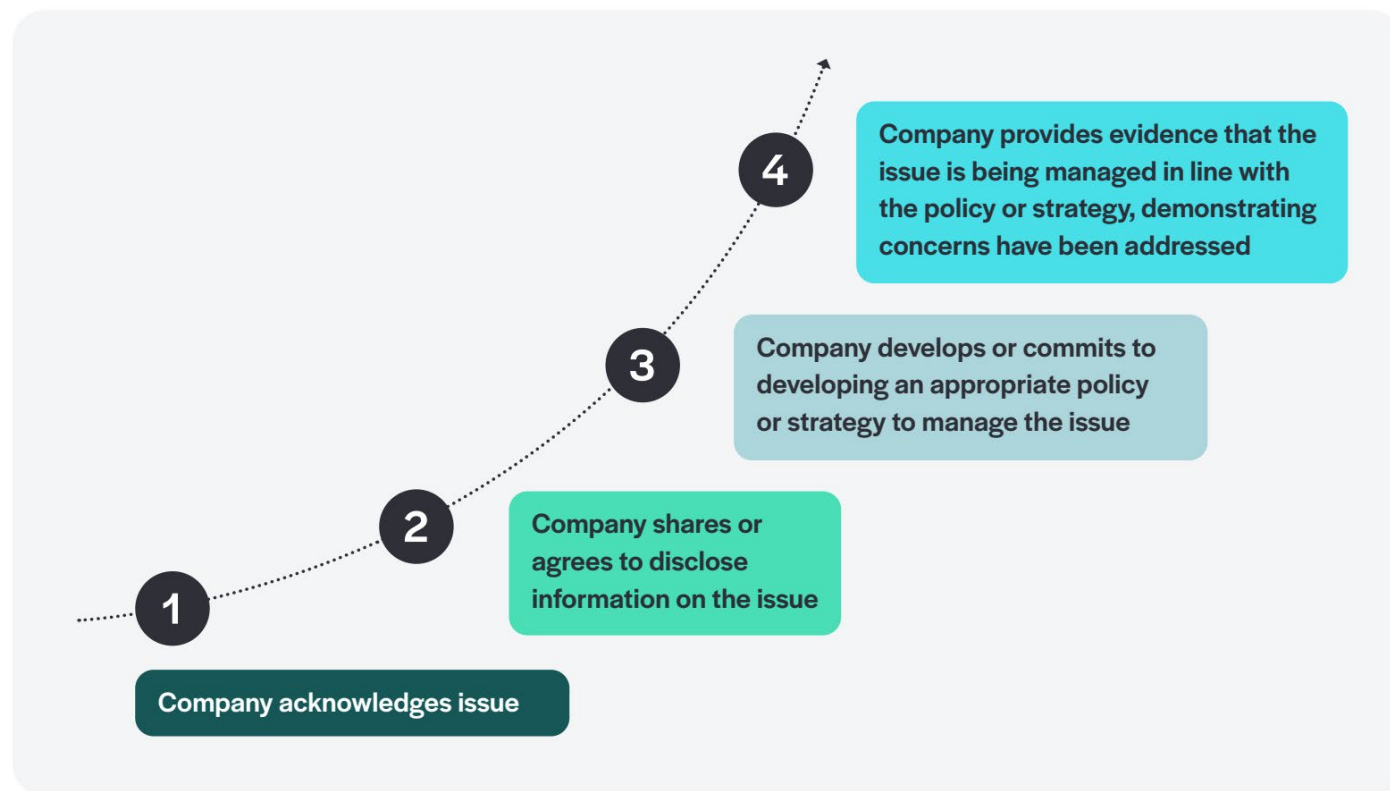 1
Company acknowledges issue
2
Company shares or
agrees to disclose
information on the issue
3
Company develops or commits to
developing an appropriate policy
or strategy to manage the issue
4
Company provides evidence that the
issue is being managed in line with
the policy or strategy, demonstrating
concerns have been addressed